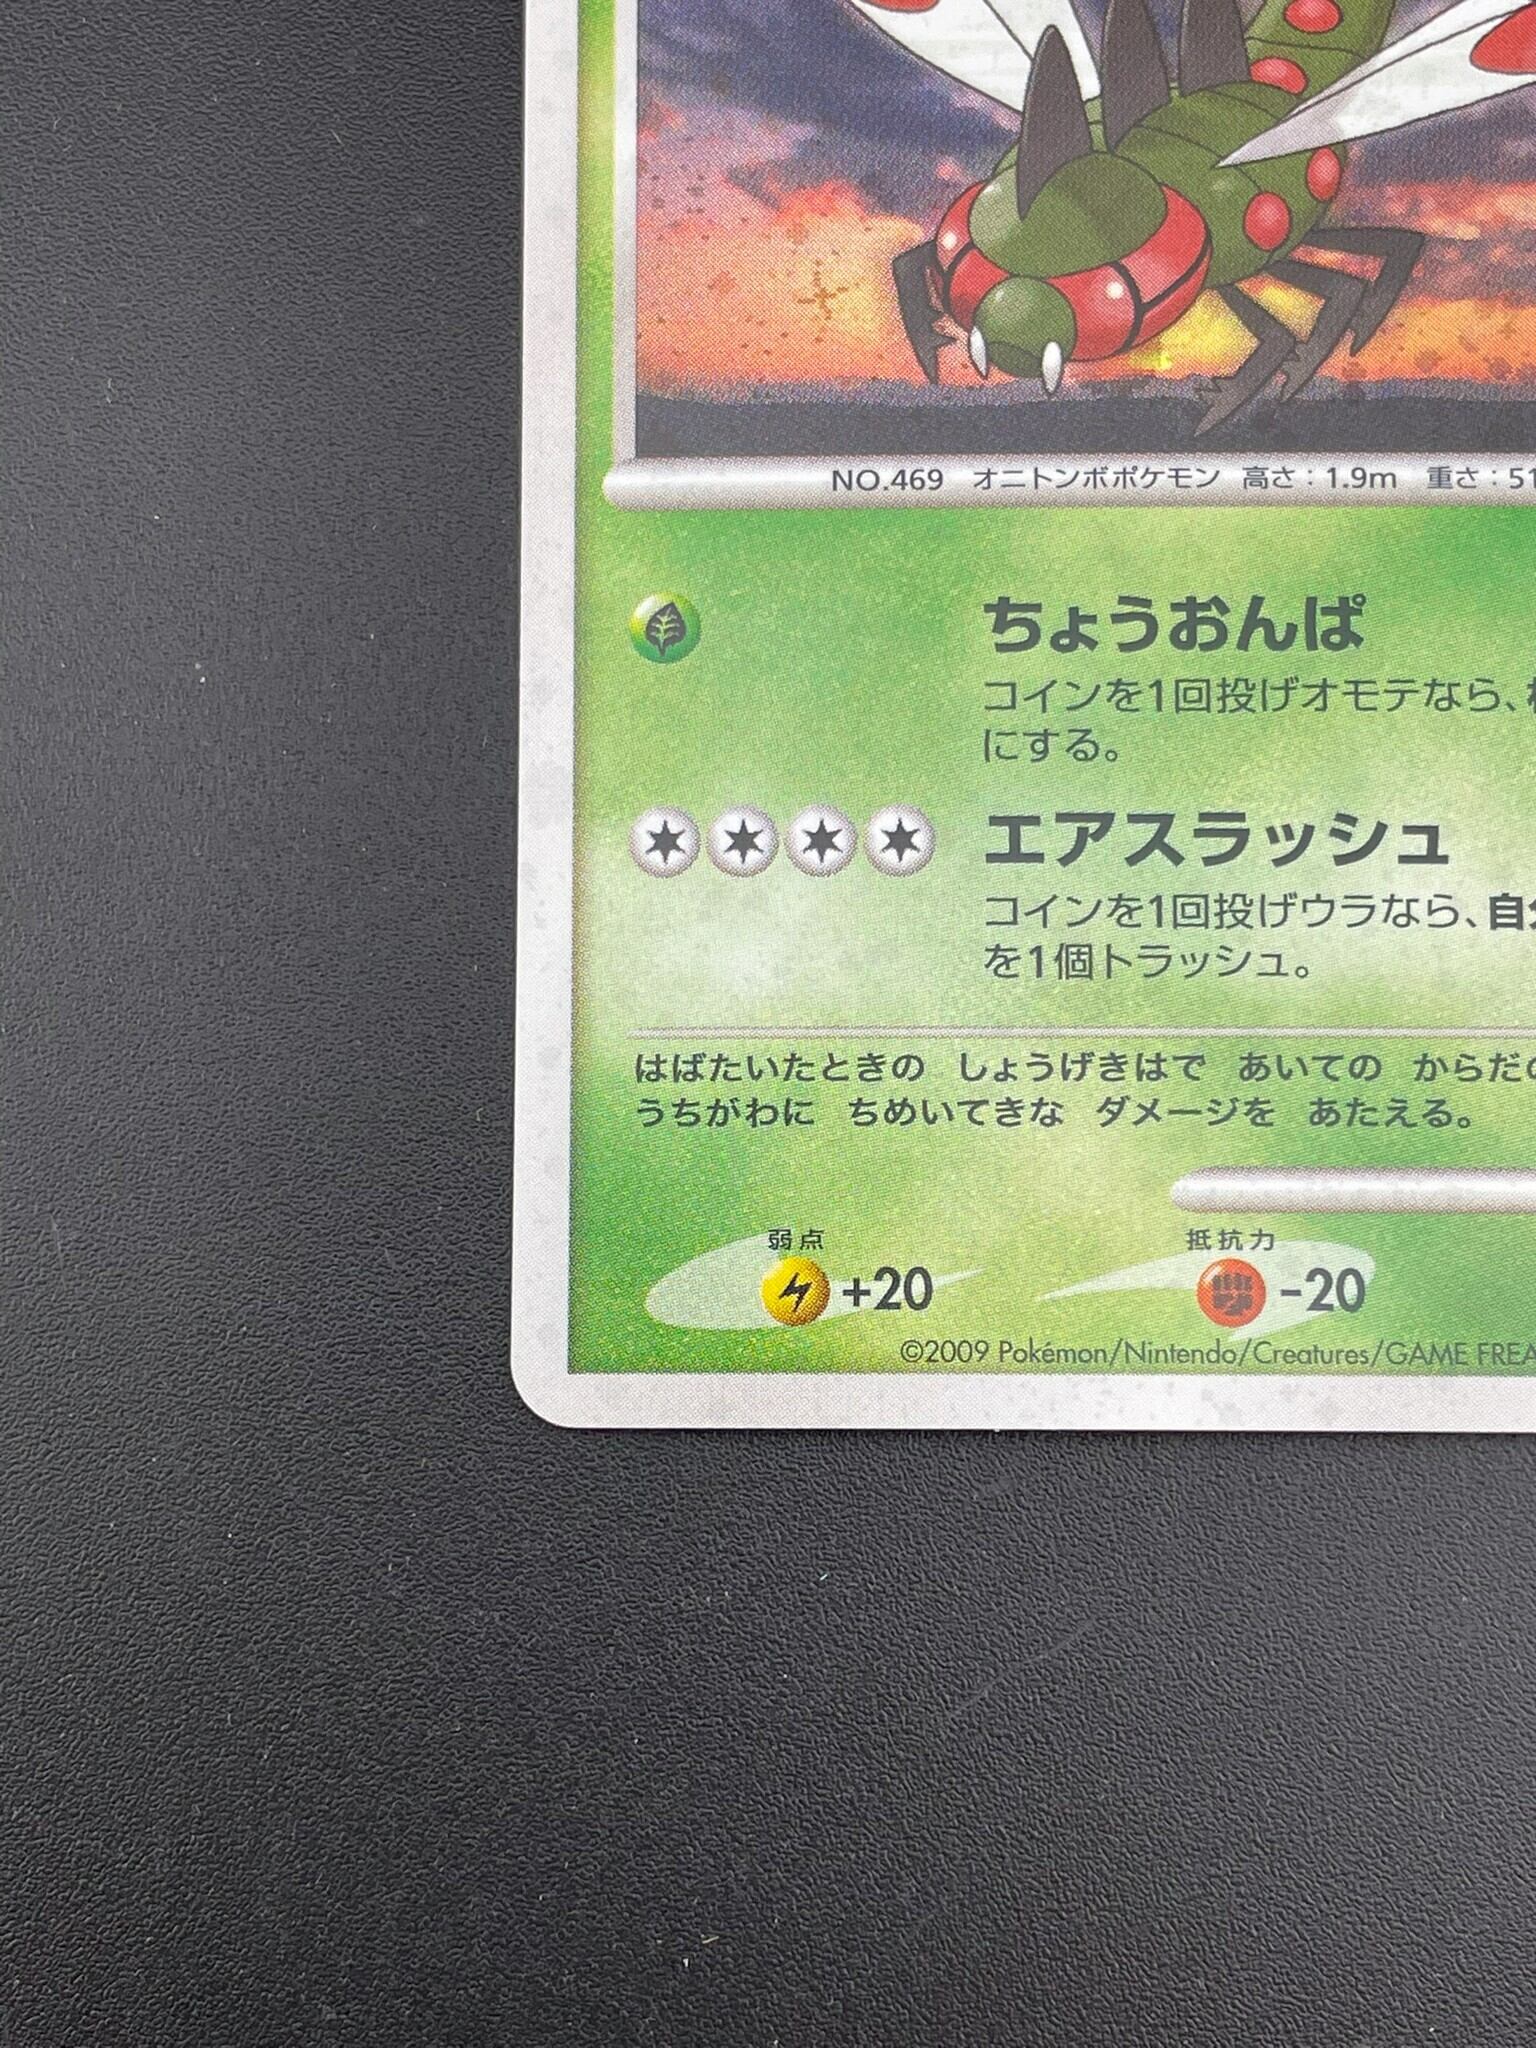 NO.469 オニトンボポケモン 高さ：1.9m 重さ：51
ちょうおんぱ
コインを1回投げオモテなら、
にする。
エアスラッシュ
コインを1回投げウラなら、自分
を1個トラッシュ。
はばたいたときの しょうげきはで あいての からだの
うちがわに ちめいてきな ダメージを あたえる。
弱点 抵抗力
+20 -20
©2009 Pokémon/Nintendo/Creatures/GAME FREA